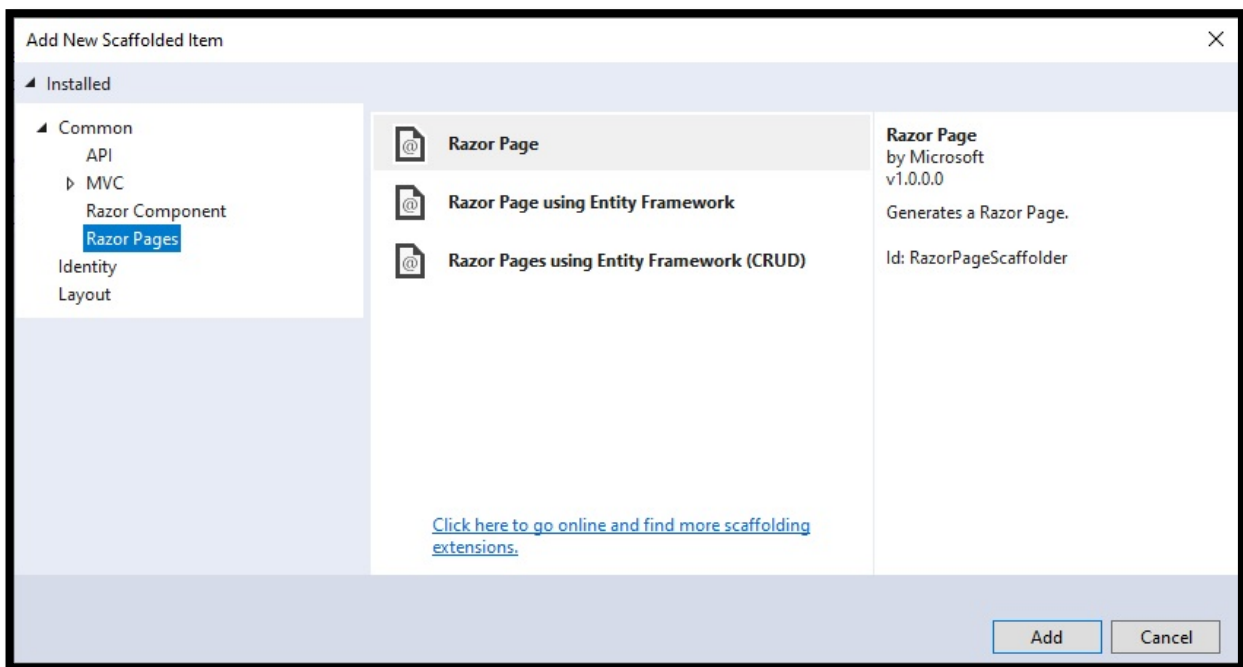 Add New Scaffolded Item
Installed
Common
API
MVC
Razor Component
Razor Pages
Identity
Layout
Razor Page
Razor Page using Entity Framework
Razor Pages using Entity Framework (CRUD)
Click here to go online and find more scaffolding
extensions.
Razor Page
by Microsoft
v1.0.0.0
Generates a Razor Page.
Id: RazorPageScaffolder
Add
Cancel